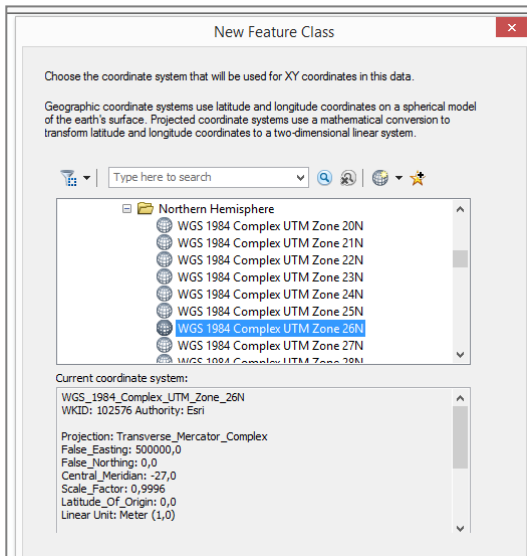 New Feature Class
Choose the coordinate system that will be used for XY coordinates in this data.
Geographic coordinate systems use latitude and longitude coordinates on a spherical model
of the earth's surface. Projected coordinate systems use a mathematical conversion to
transform latitude and longitude coordinates to a two-dimensional linear system.
Type here to search
Northern Hemisphere
WGS 1984 Complex UTM Zone 20N
WGS 1984 Complex UTM Zone 21N
WGS 1984 Complex UTM Zone 22N
WGS 1984 Complex UTM Zone 23N
WGS 1984 Complex UTM Zone 24N
WGS 1984 Complex UTM Zone 25N
WGS 1984 Complex UTM Zone 26N
WGS 1984 Complex UTM Zone 27N
WGS 1984 Complex UTM Zone 28N
Current coordinate system:
WGS_1984_Complex_UTM_Zone_26N
WKID: 102576 Authority: Esri
Projection: Transverse_Mercator_Complex
False_Easting: 500000,0
False_Northing: 0,0
Central_Meridian: -27,0
Scale_Factor: 0,9996
Latitude_Of_Origin: 0,0
Linear Unit: Meter (1,0)